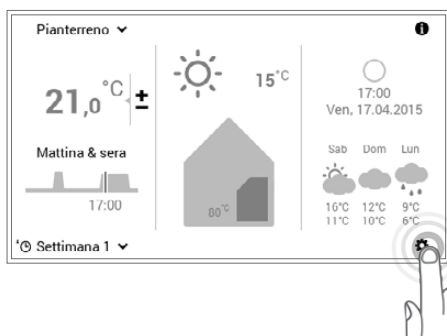 Pianterreno
21,0 °C ±
Mattina & sera
17:00
Settimana 1
15°C
80°C
17:00
Ven, 17.04.2015
Sab Dom Lun
16°C 12°C 9°C
11°C 10°C 6°C